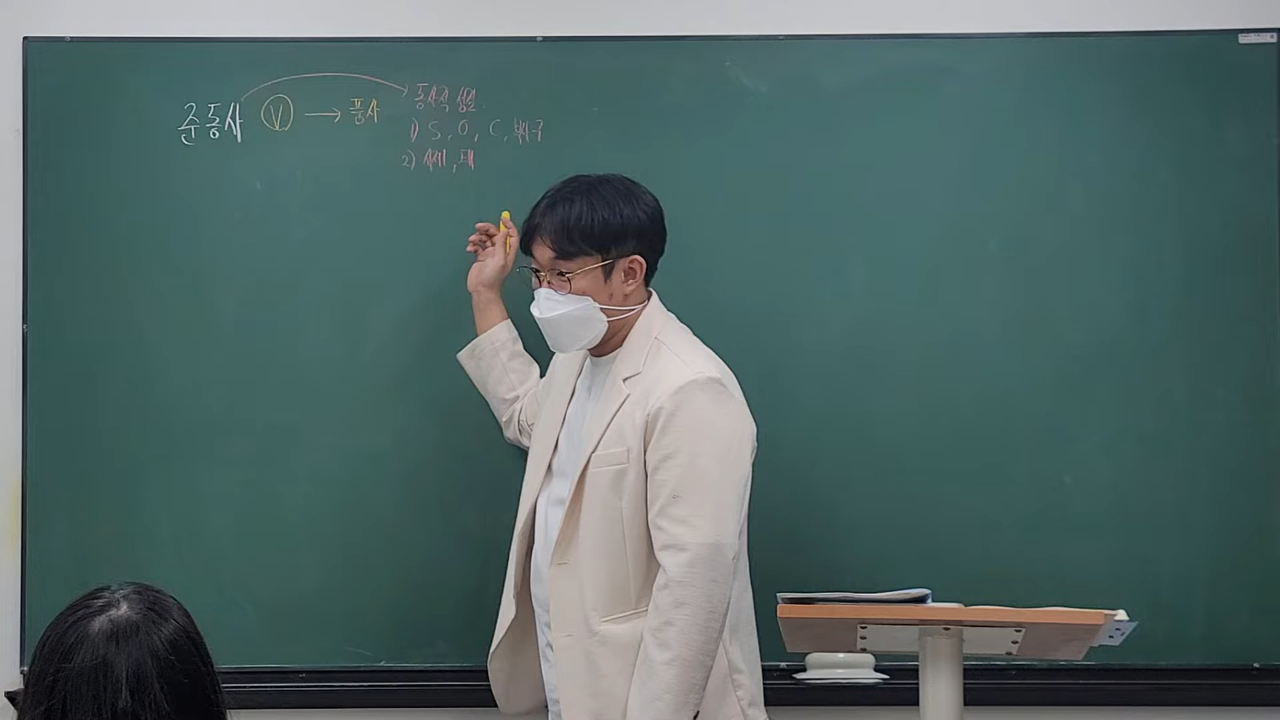 준동사 Ⓥ → 품사 동사적 성질
1) S, O, C, 부사구
2) 시제, 태